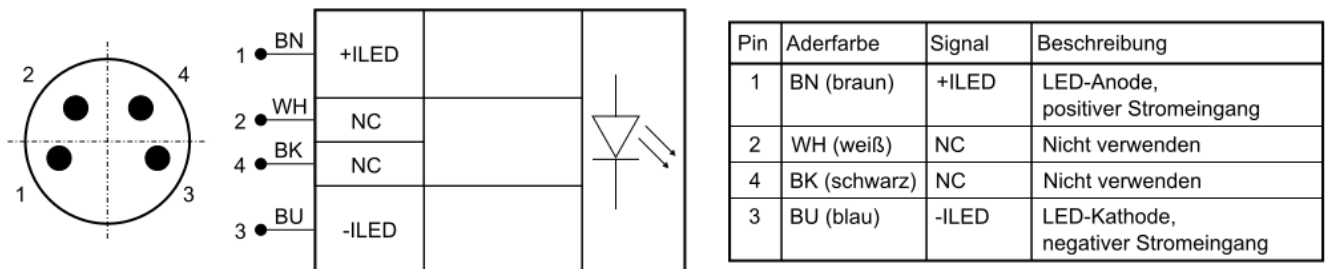 2
4
1
3
1 BN +ILED
2 WH NC
4 BK NC
3 BU -ILED
Pin Aderfarbe Signal Beschreibung
1 BN (braun) +ILED LED-Anode,
positiver Stromeingang
2 WH (weiß) NC Nicht verwenden
4 BK (schwarz) NC Nicht verwenden
3 BU (blau) -ILED LED-Kathode,
negativer Stromeingang